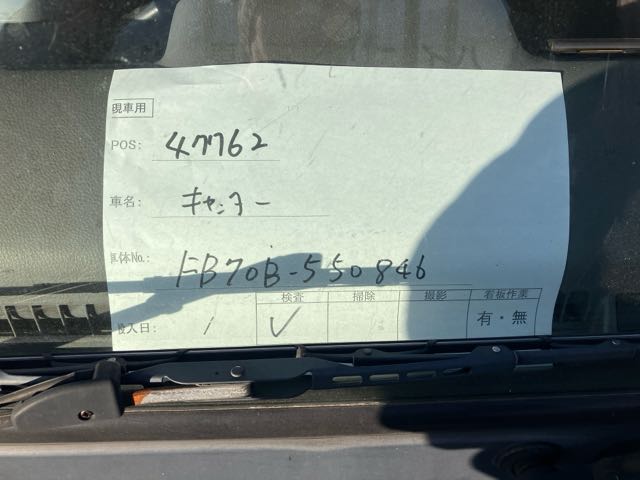 現車用
POS: 47762
車名: キャンター
車体No.: FB70B-550846
検査 掃除 撮影 看板作業
搬入日: / ✓ 有・無